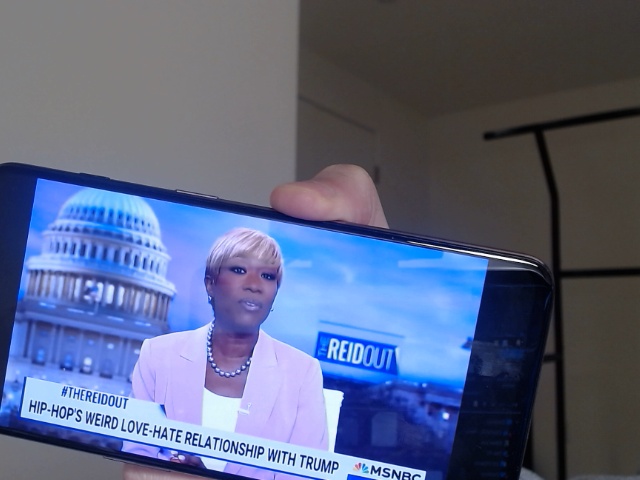 THE REIDOUT
#THEREIDOUT
HIP-HOP'S WEIRD LOVE-HATE RELATIONSHIP WITH TRUMP
MSNBC